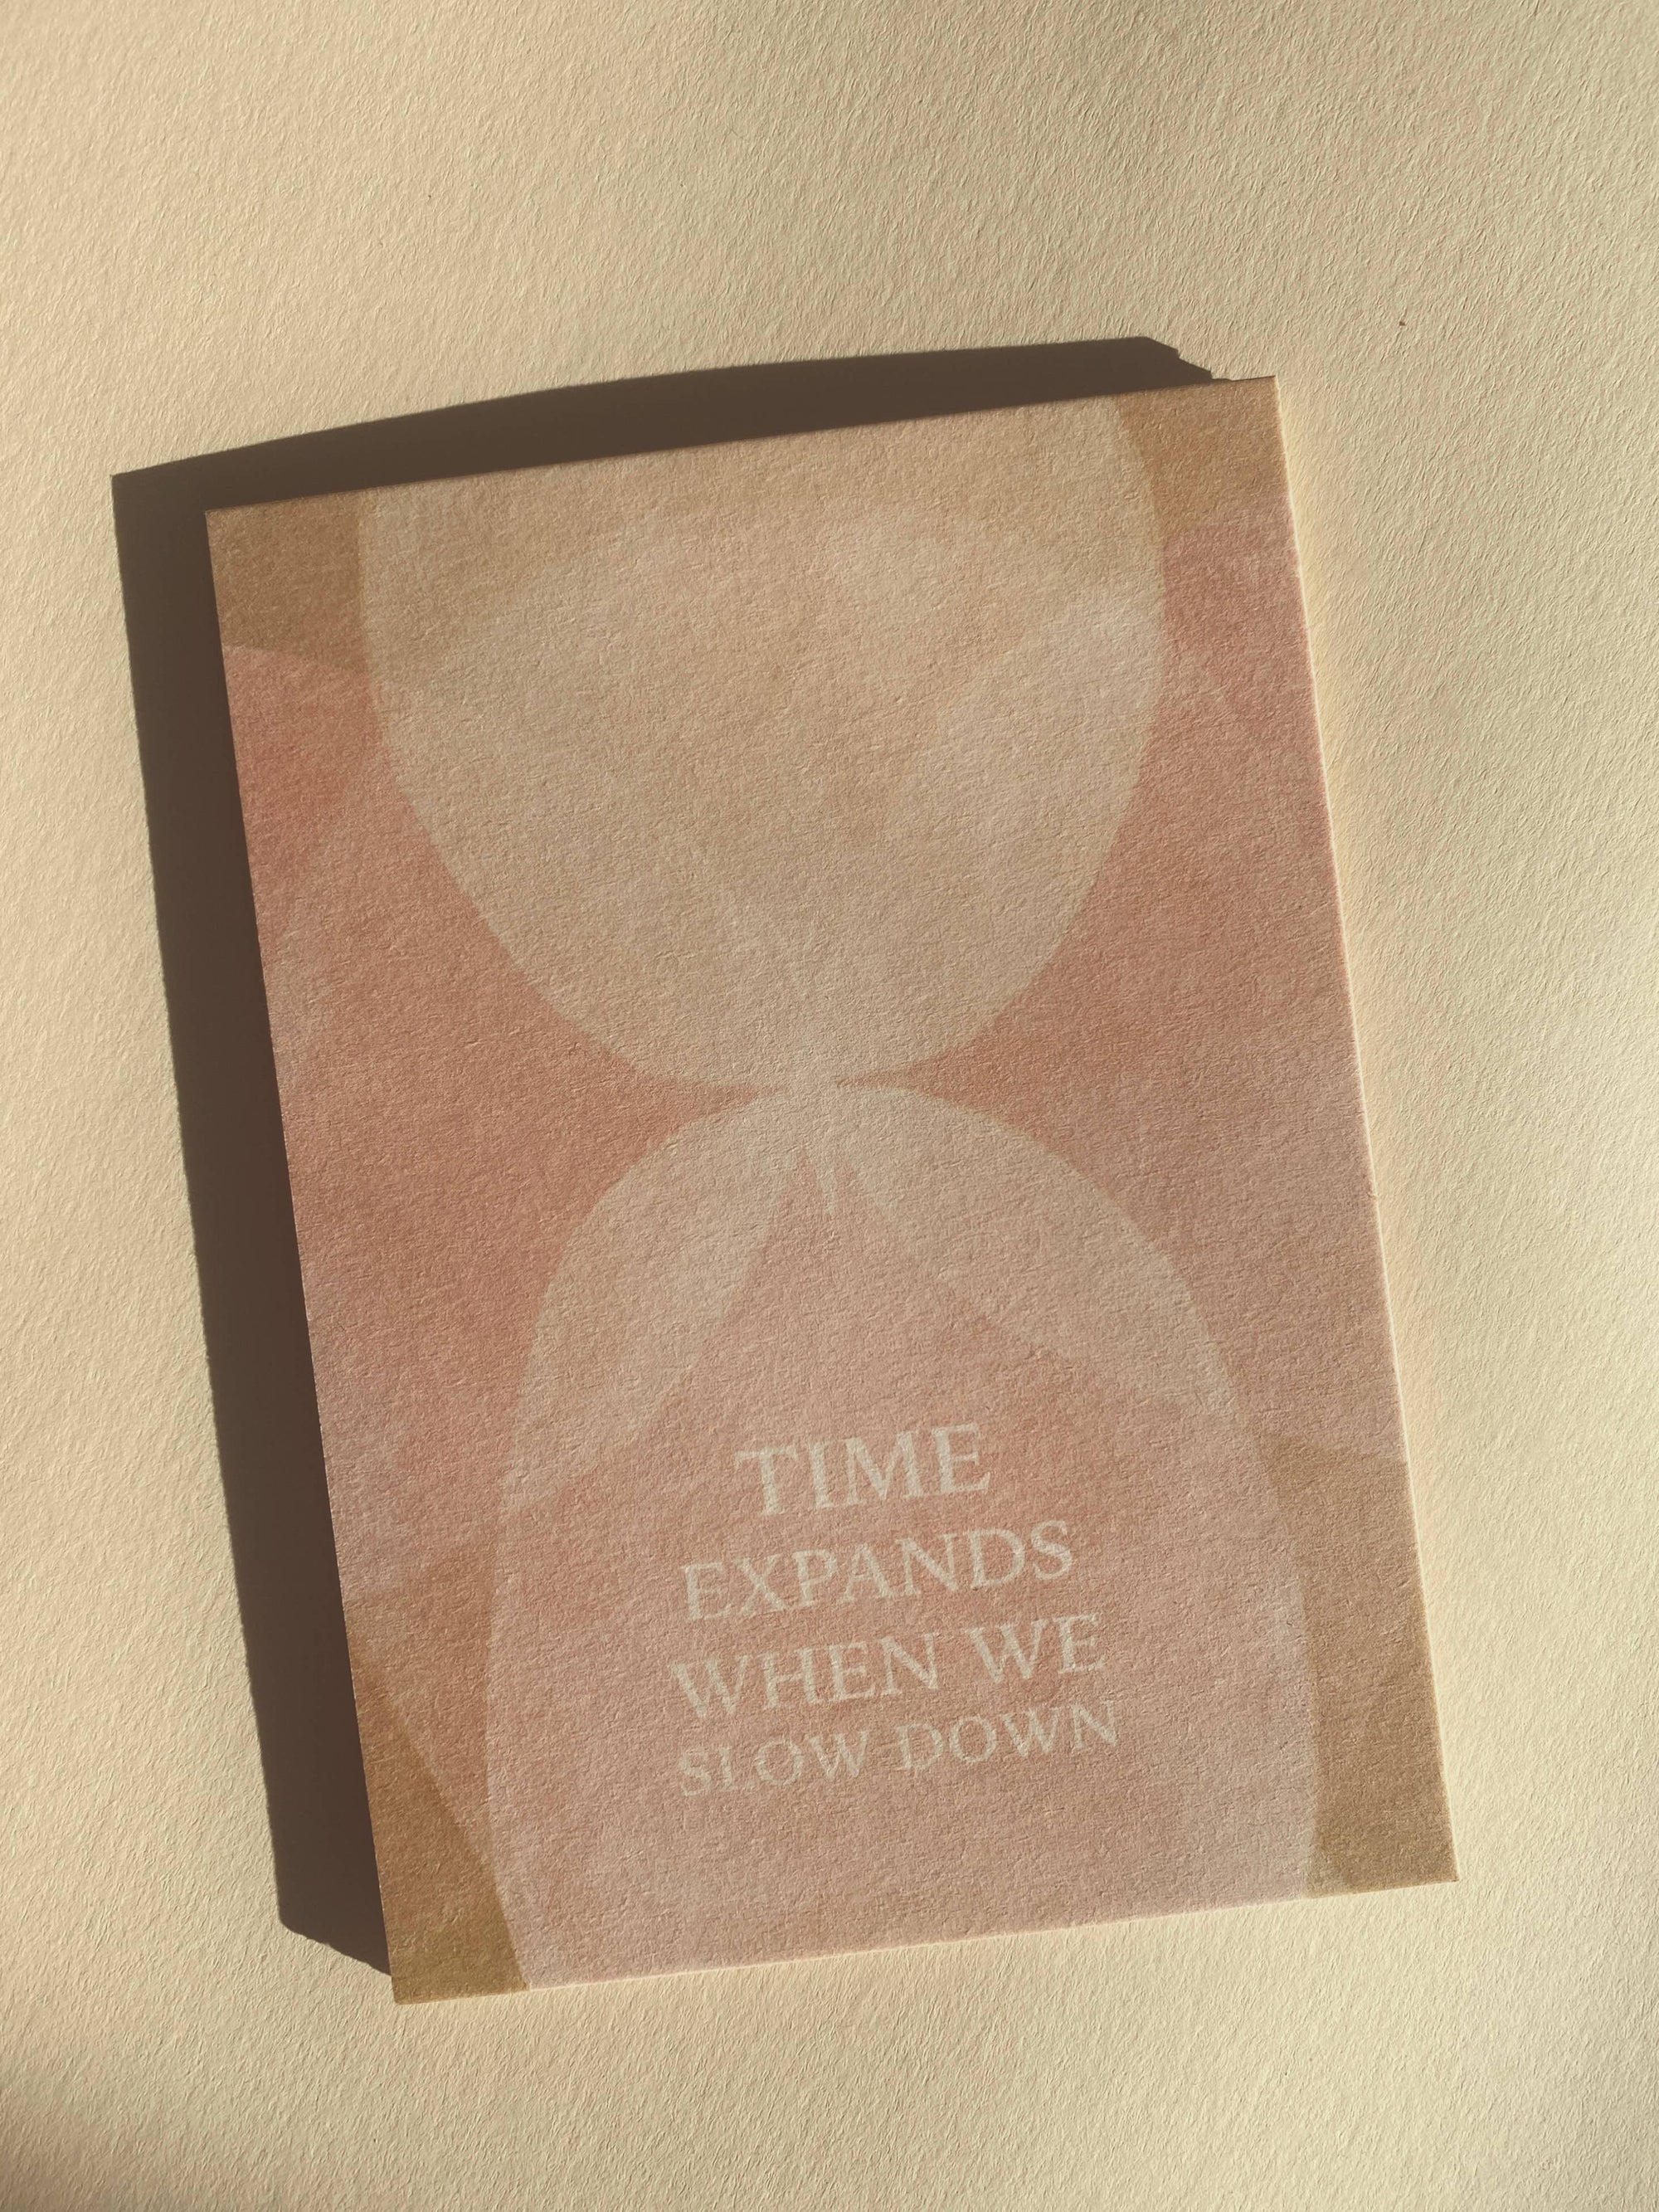 TIME
EXPANDS
WHEN WE
SLOW DOWN